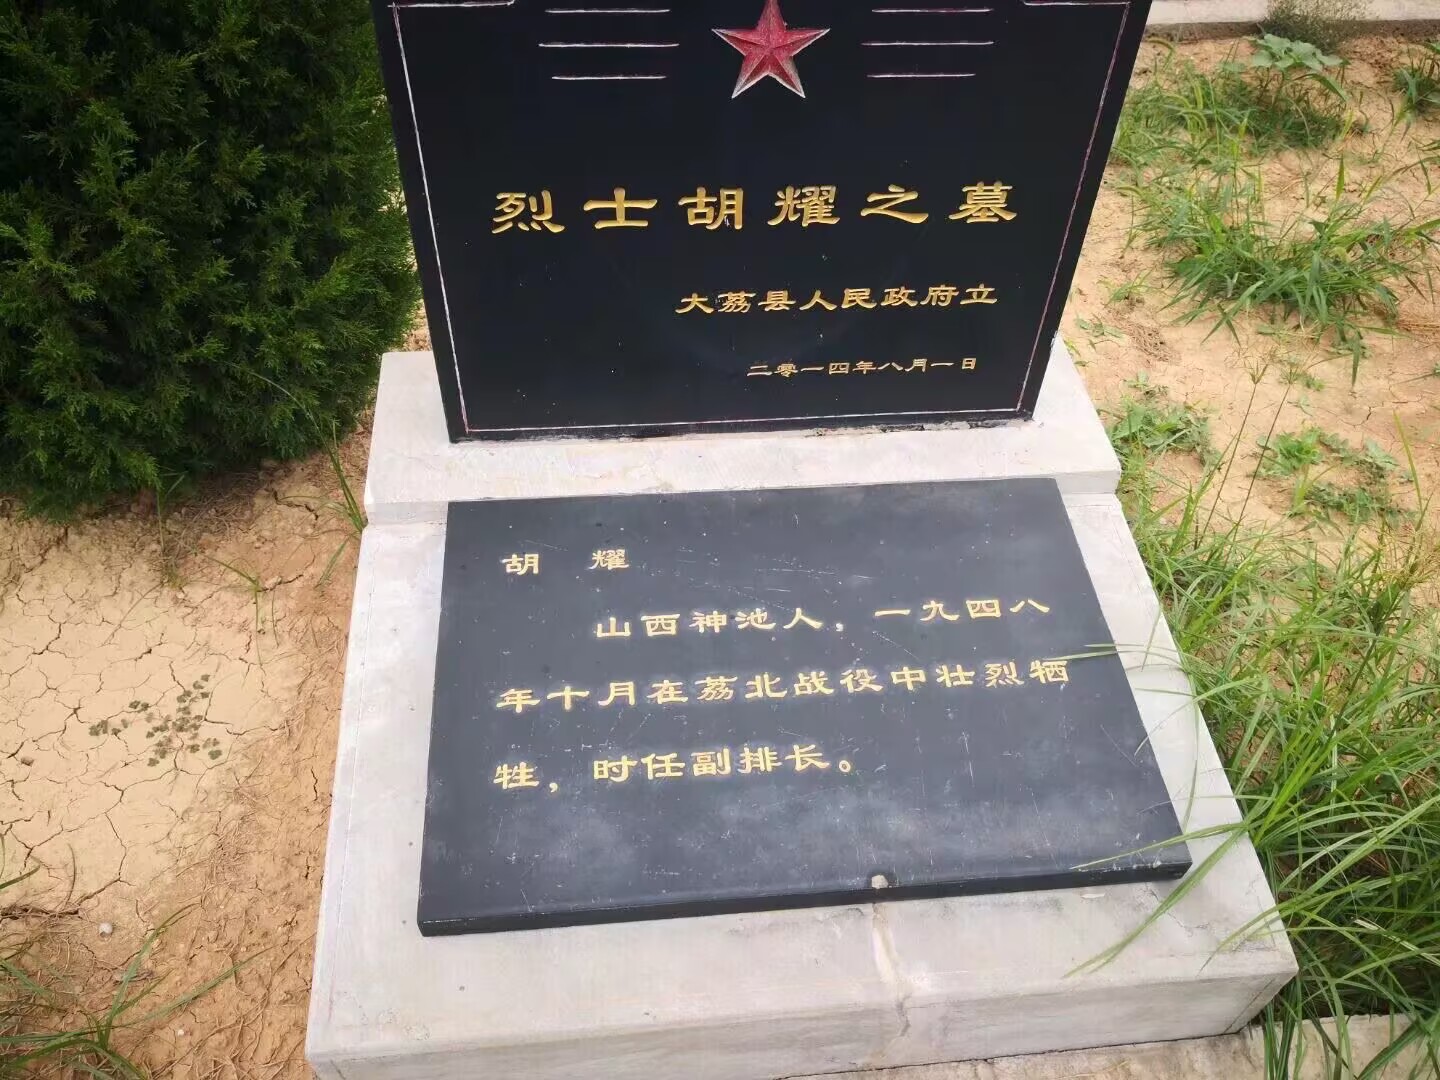 烈士胡耀之墓
大荔县人民政府立
二零一四年八月一日
胡 耀
山西神池人，一九四八
年十月在荔北战役中壮烈牺
牲，时任副排长。